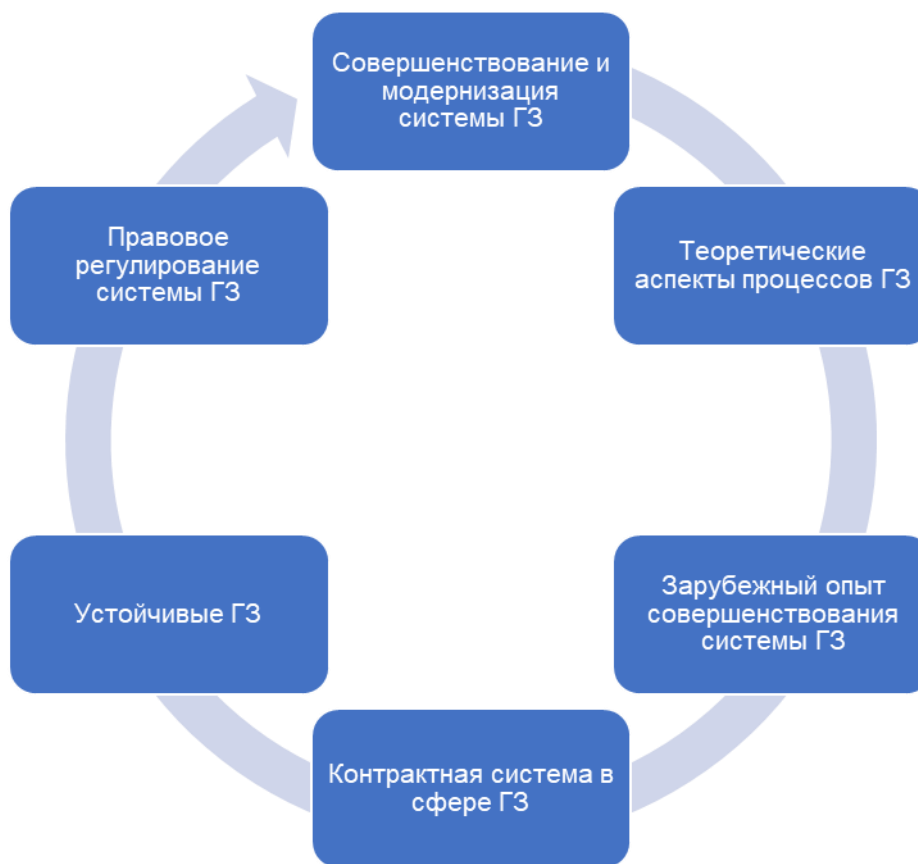 Совершенствование и
модернизация
системы ГЗ
Теоретические
аспекты процессов ГЗ
Зарубежный опыт
совершенствования
системы ГЗ
Контрактная система в
сфере ГЗ
Устойчивые ГЗ
Правовое
регулирование
системы ГЗ